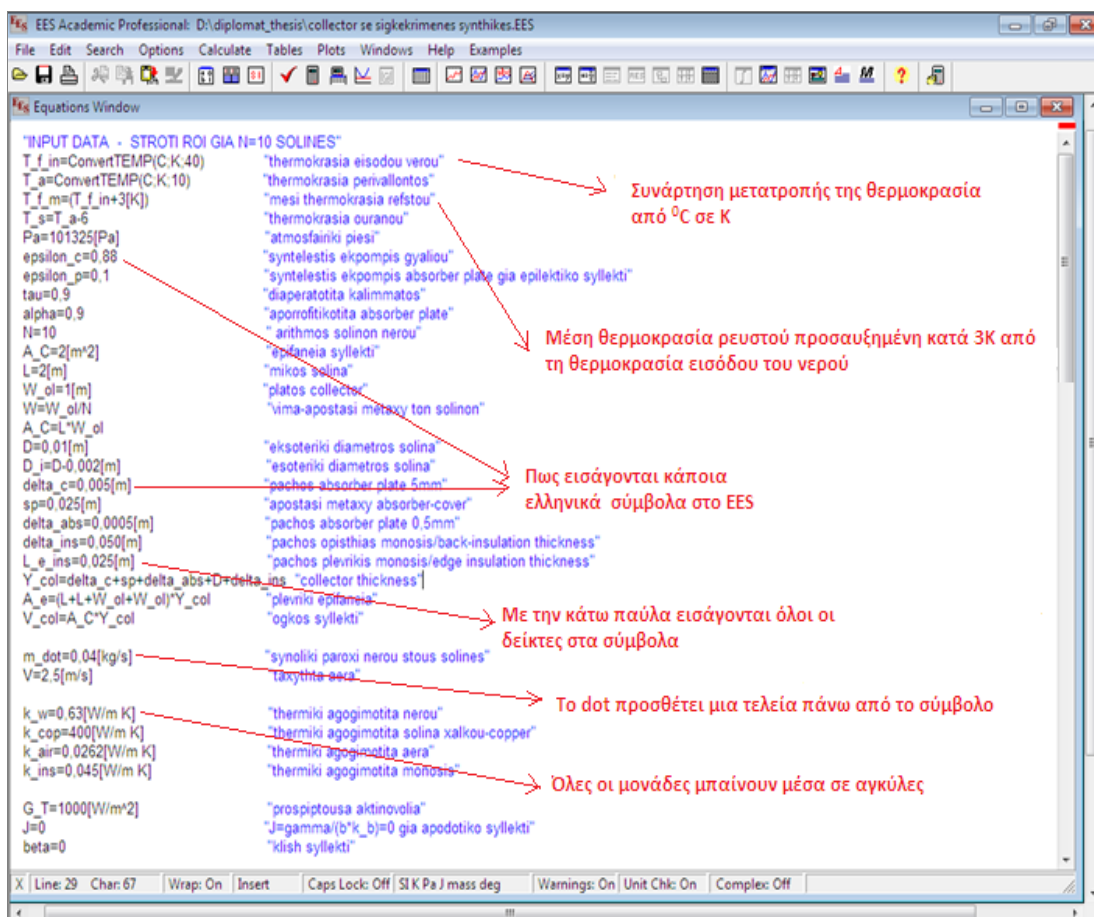 EES Academic Professional: D:\diplomat_thesis\collector se sigkekrimenes synthikes.EES
File Edit Search Options Calculate Tables Plots Windows Help Examples
Equations Window
"INPUT DATA - STROTI ROI GIA N=10 SOLINES"
T_f_in=ConvertTEMP(C;K;40) "thermokrasia eisodou verou"
T_a=ConvertTEMP(C;K;10) "thermokrasia perivallontos"
Συνάρτηση μετατροπής της θερμοκρασία
από ⁰C σε K
T_f_m=(T_f_in+3[K]) "mesi thermokrasia refstou"
T_s=T_a-6 "thermokrasia ouranou"
Pa=101325[Pa] "atmosfairiki piesi"
epsilon_c=0,88 "syntelestis ekpompis gyaliou"
epsilon_p=0,1 "syntelestis ekpompis absorber plate gia epilektiko syllekti"
tau=0,9 "diaperatotita kalimmatos"
alpha=0,9 "aporrofitikotita absorber plate"
N=10 " arithmos solinon nerou"
Μέση θερμοκρασία ρευστού προσαυξημένη κατά 3K από
τη θερμοκρασία εισόδου του νερού
A_C=2[m^2] "epifaneia syllekti"
L=2[m] "mikos solina"
W_ol=1[m] "platos collector"
W=W_ol/N "vima-apostasi metaxy ton solinon"
A_C=L*W_ol
D=0,01[m] "eksoteriki diametros solina"
D_i=D-0,002[m] "esoteriki diametros solina"
delta_c=0,005[m] "pachos absorber plate 5mm"
Πως εισάγονται κάποια
ελληνικά σύμβολα στο EES
sp=0,025[m] "apostasi metaxy absorber-cover"
delta_abs=0,0005[m] "pachos absorber plate 0,5mm"
delta_ins=0,050[m] "pachos opisthias monosis/back-insulation thickness"
L_e_ins=0,025[m] "pachos plevrikis monosis/edge insulation thickness"
Y_col=delta_c+sp+delta_abs+D+delta_ins "collector thickness"
A_e=(L+L+W_ol+W_ol)*Y_col "plevriki epifaneia"
V_col=A_C*Y_col "ogkos syllekti"
Με την κάτω παύλα εισάγονται όλοι οι
δείκτες στα σύμβολα
m_dot=0,04[kg/s] "synoliki paroxi nerou stous solines"
V=2,5[m/s] "taxythta aera"
Το dot προσθέτει μια τελεία πάνω από το σύμβολο
k_w=0,63[W/m K] "thermiki agogimotita nerou"
k_cop=400[W/m K] "thermiki agogimotita solina xalkou-copper"
k_air=0,0262[W/m K] "thermiki agogimotita aera"
k_ins=0,045[W/m K] "thermiki agogimotita monosis"
Όλες οι μονάδες μπαίνουν μέσα σε αγκύλες
G_T=1000[W/m^2] "prospiptousa aktinovolia"
J=0 "J=gamma/(b*k_b)=0 gia apodotiko syllekti"
beta=0 "klish syllekti"
X Line: 29 Char: 67 Wrap: On Insert Caps Lock: Off SI K Pa J mass deg Warnings: On Unit Chk: On Complex: Off